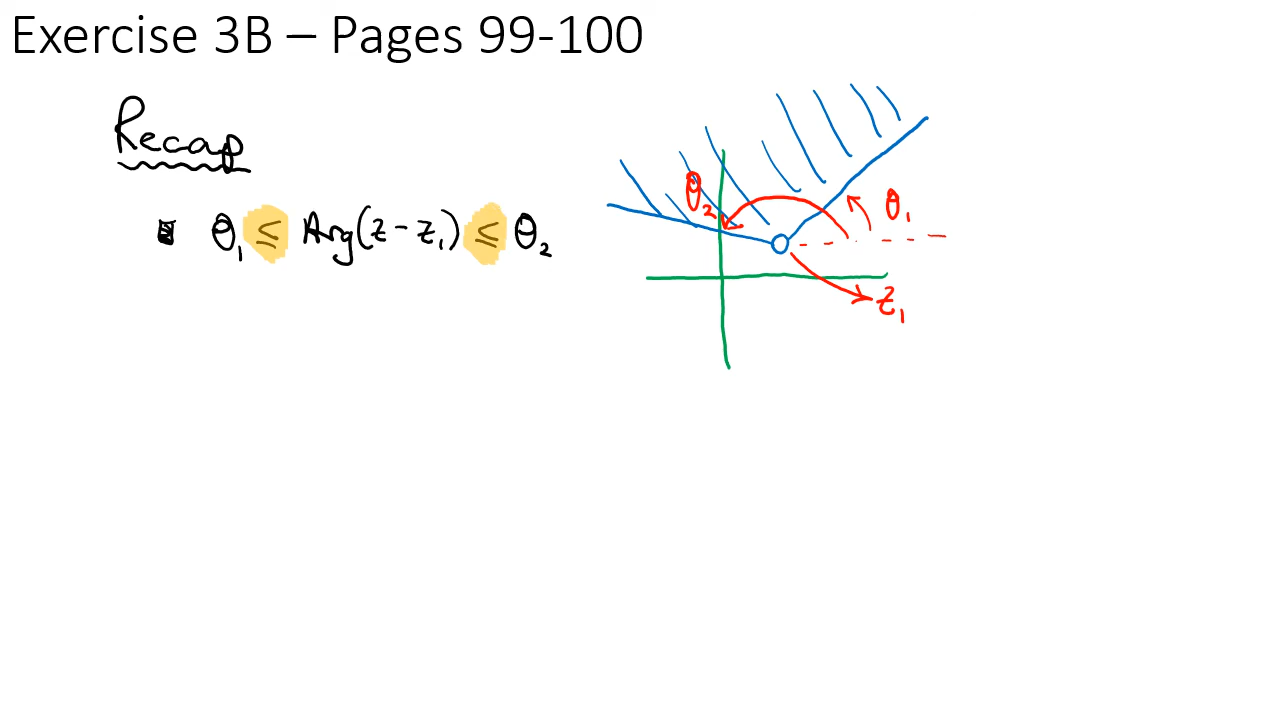 Exercise 3B – Pages 99-100
Recap
θ₁ ≤ Arg(z - z₁) ≤ θ₂
θ₂
θ₁
z₁